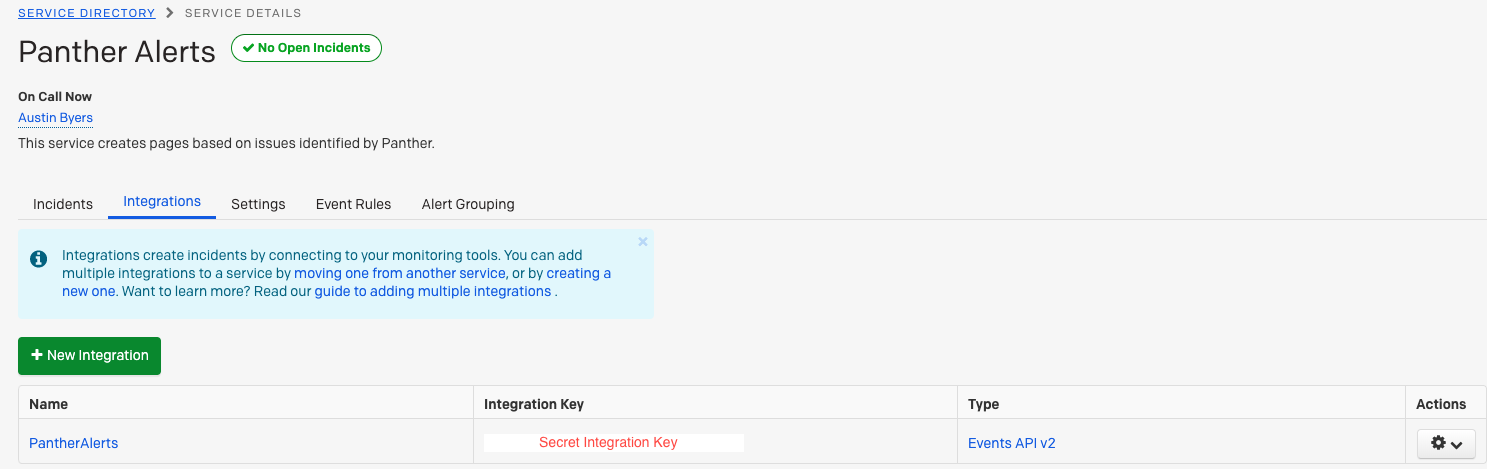 SERVICE DIRECTORY > SERVICE DETAILS
Panther Alerts No Open Incidents
On Call Now
Austin Byers
This service creates pages based on issues identified by Panther.
Incidents Integrations Settings Event Rules Alert Grouping
Integrations create incidents by connecting to your monitoring tools. You can add
multiple integrations to a service by moving one from another service, or by creating a
new one. Want to learn more? Read our guide to adding multiple integrations .
+ New Integration
Name Integration Key Type Actions
PantherAlerts Secret Integration Key Events API v2